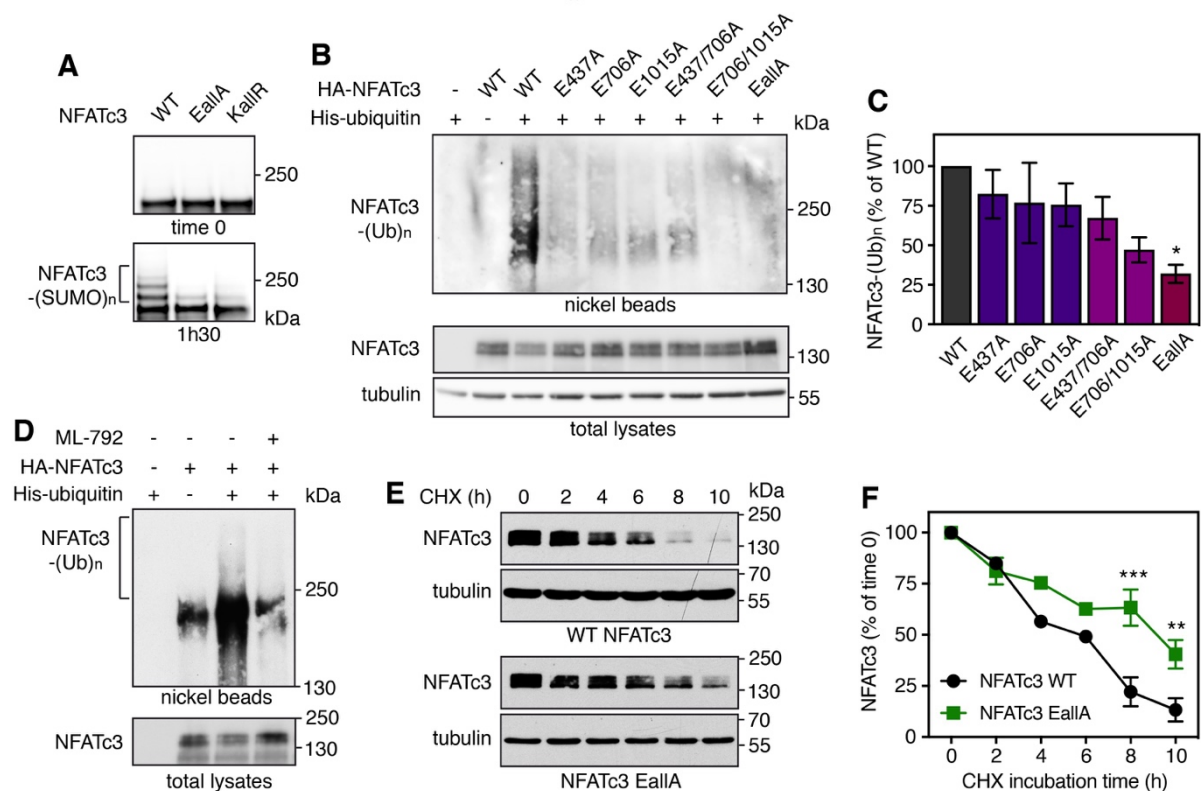 A
NFATc3 WT EallA KallR
250
time 0
NFATc3
-(SUMO)n
250
kDa
1h30
B
HA-NFATc3 - WT WT E437A E706A E1015A E437/706A E706/1015A EallA
His-ubiquitin + - + + + + + + + kDa
NFATc3
-(Ub)n
250
130
nickel beads
NFATc3
130
tubulin
55
total lysates
C
NFATc3-(Ub)n (% of WT)
100
75
50
25
0
*
WT E437A E706A E1015A E437/706A E706/1015A EallA
D
ML-792 - - - +
HA-NFATc3 - + + +
His-ubiquitin + - + + kDa
NFATc3
-(Ub)n
250
130
nickel beads
250
NFATc3
130
total lysates
E
CHX (h) 0 2 4 6 8 10 kDa
250
NFATc3
130
70
tubulin
55
WT NFATc3
250
NFATc3
130
70
tubulin
55
NFATc3 EallA
F
NFATc3 (% of time 0)
100
75
50
25
0
***
**
NFATc3 WT
NFATc3 EallA
0 2 4 6 8 10
CHX incubation time (h)